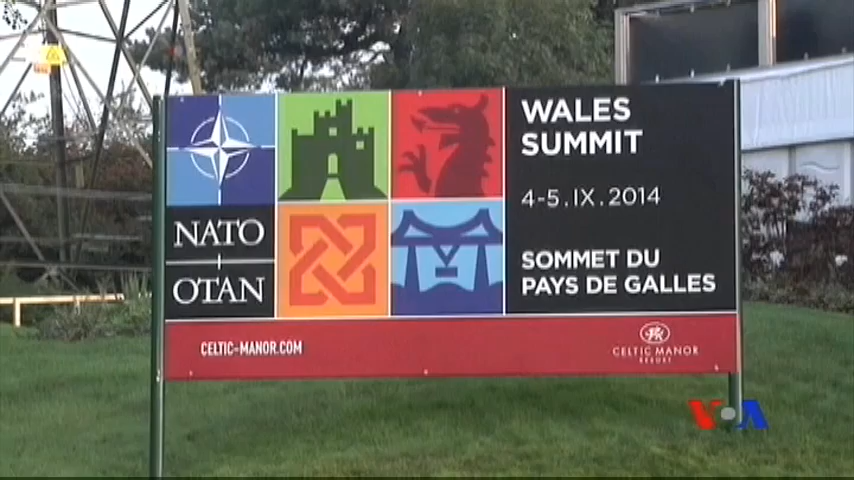 NATO
OTAN
WALES
SUMMIT
4-5.IX.2014
SOMMET DU
PAYS DE GALLES
CELTIC-MANOR.COM
CELTIC MANOR
RESORT
VOA